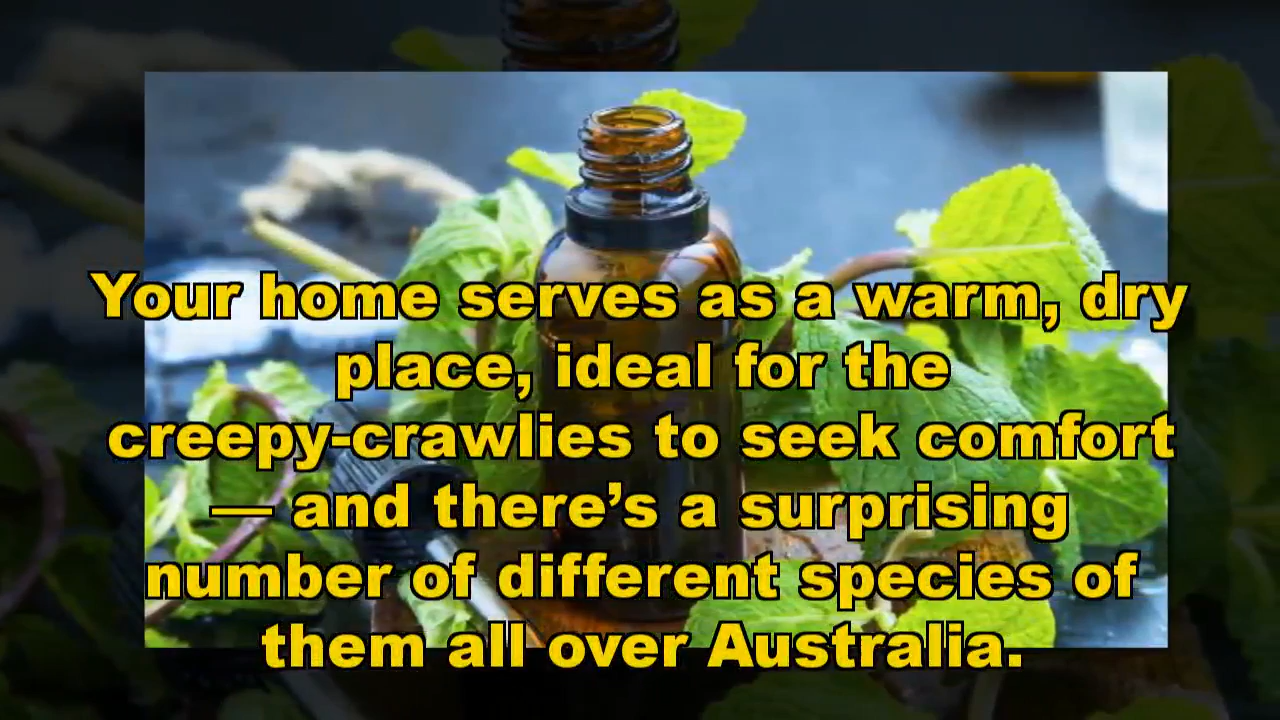 Your home serves as a warm, dry
place, ideal for the
creepy-crawlies to seek comfort
— and there’s a surprising
number of different species of
them all over Australia.